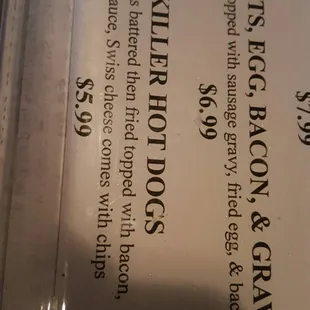 $7.99
TS, EGG, BACON, & GRAV
opped with sausage gravy, fried egg, & bac
$6.99
KILLER HOT DOGS
s battered then fried topped with bacon,
auce, Swiss cheese comes with chips
$5.99